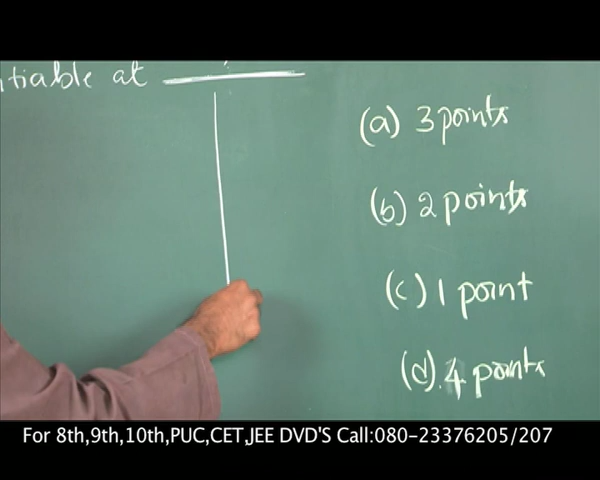 ntiable at
(a) 3 points
(b) 2 points
(c) 1 point
(d) 4 points
For 8th,9th,10th,PUC,CET,JEE DVD'S Call:080-23376205/207